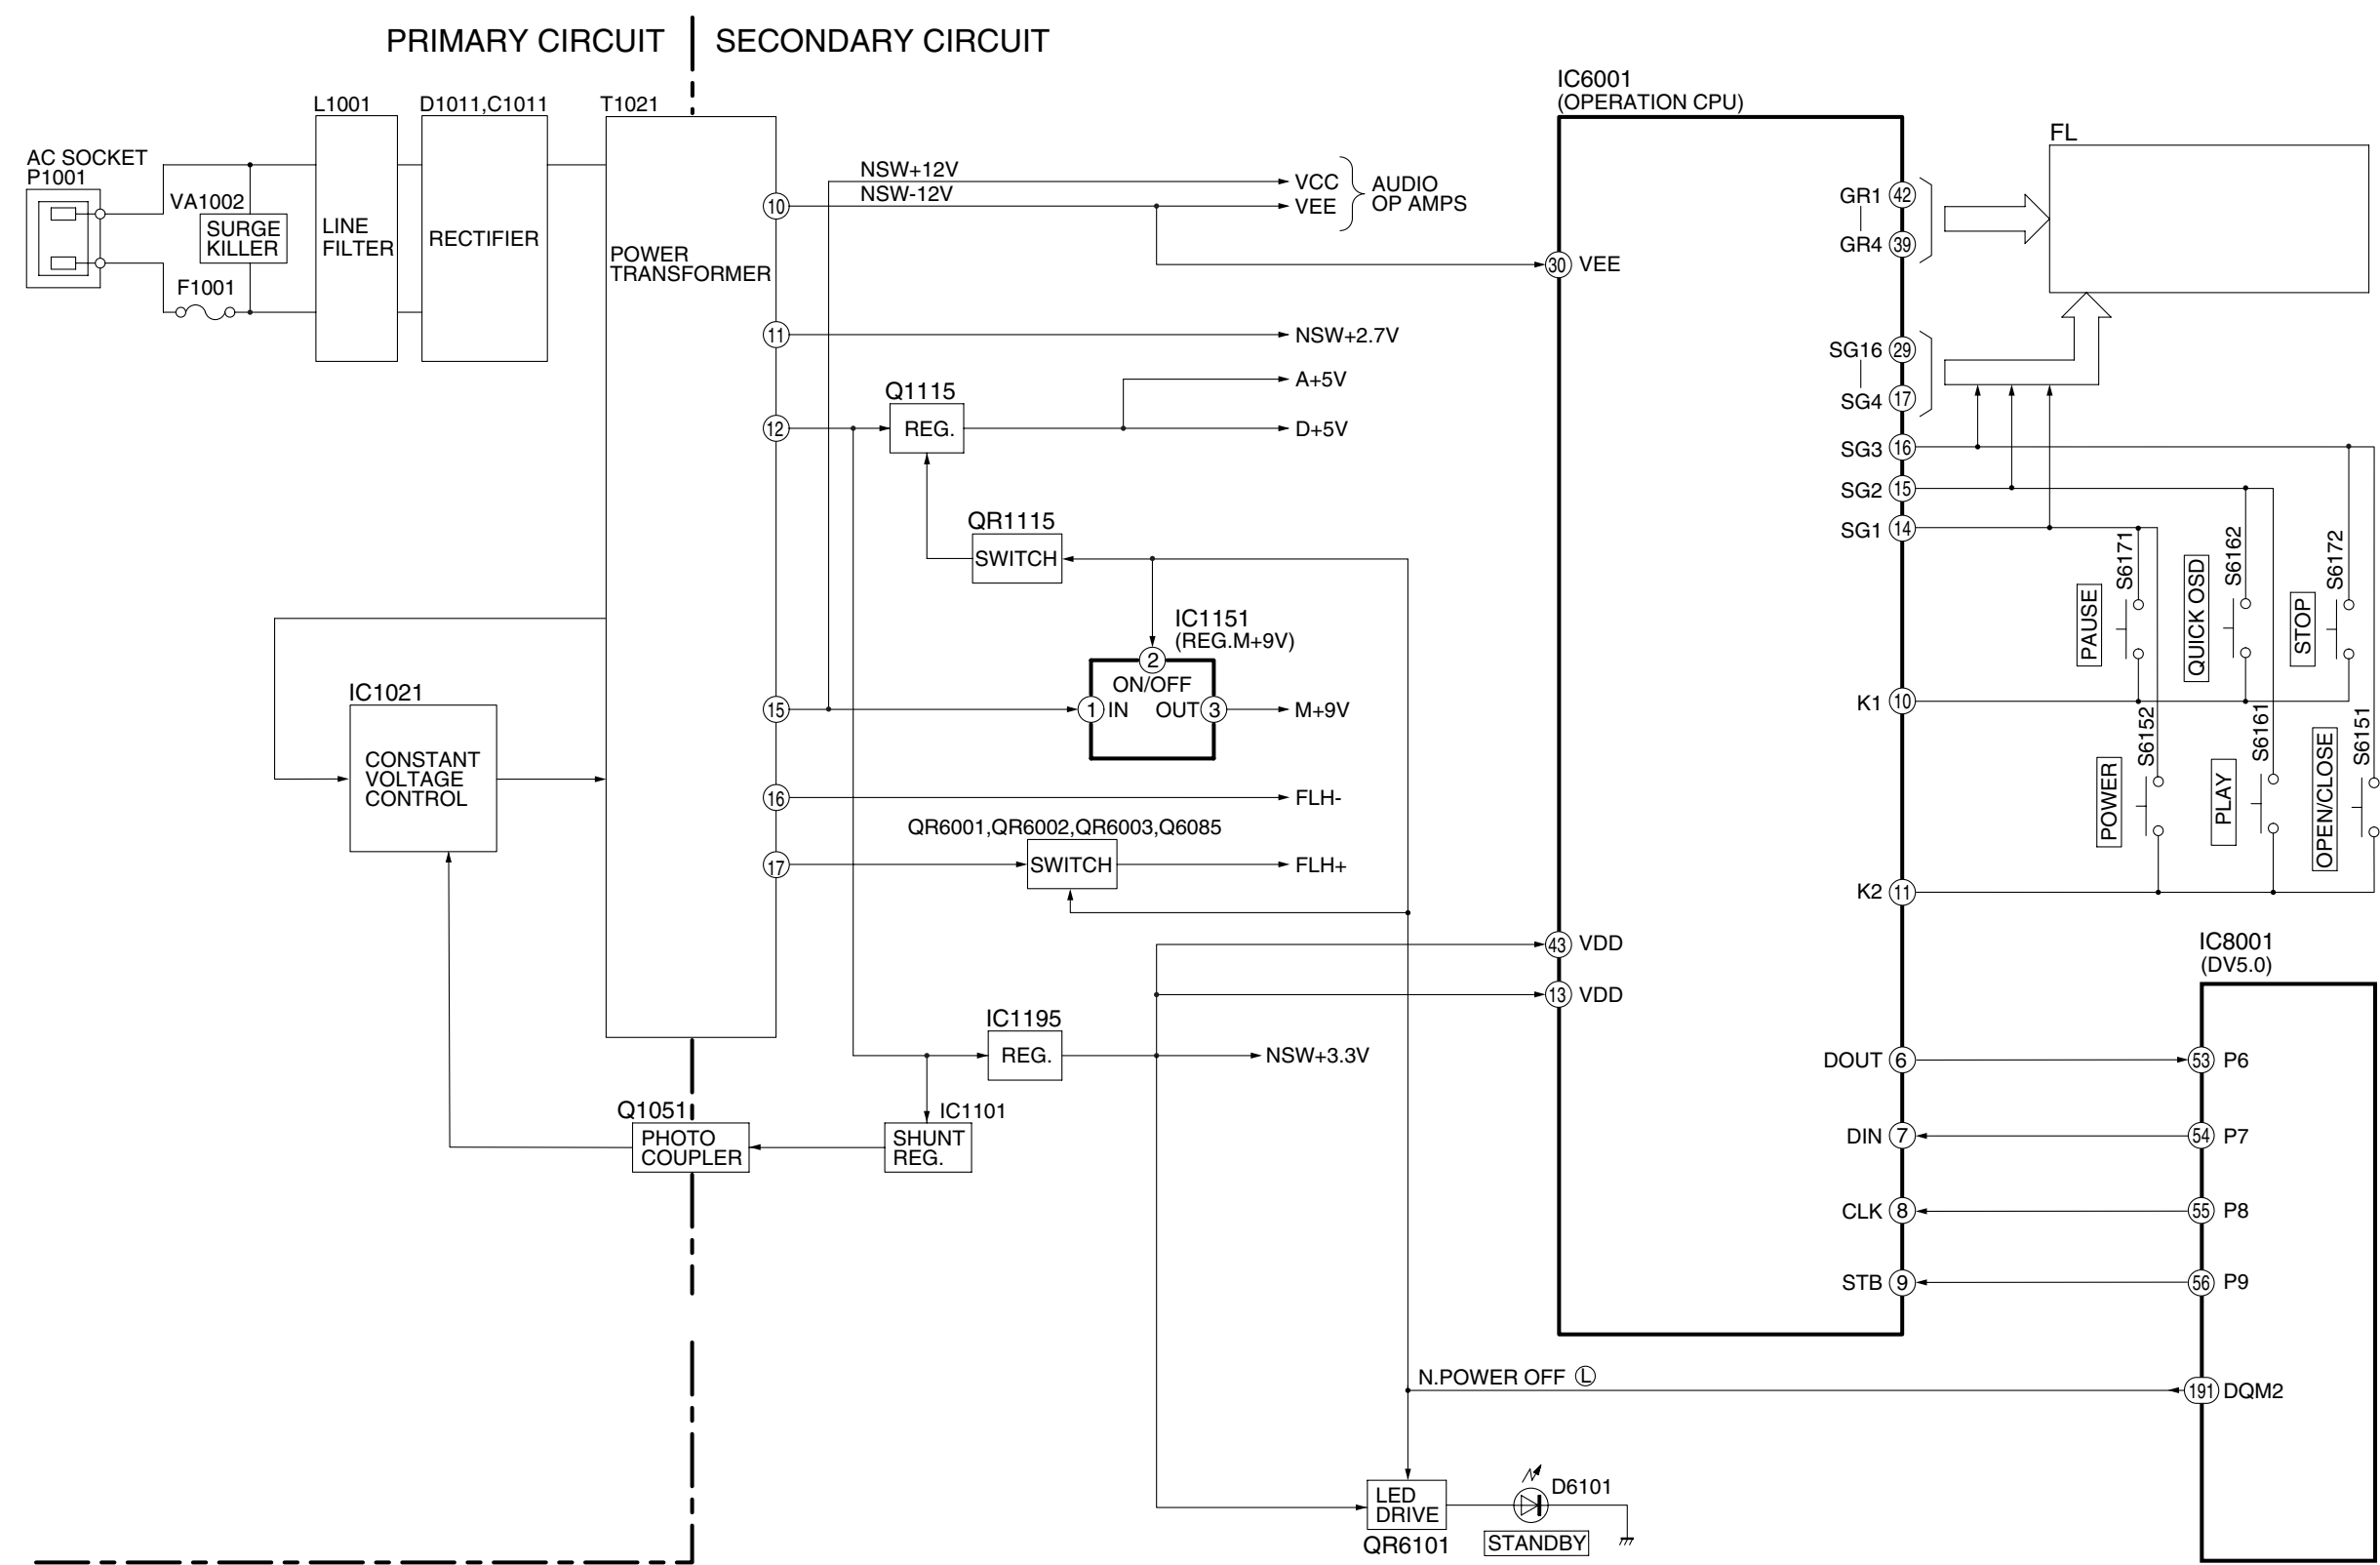 PRIMARY CIRCUIT
SECONDARY CIRCUIT
AC SOCKET
P1001
VA1002
SURGE
KILLER
F1001
L1001
LINE
FILTER
D1011,C1011
RECTIFIER
T1021
POWER
TRANSFORMER
10
11
12
15
16
17
NSW+12V
NSW-12V
VCC
VEE
AUDIO
OP AMPS
NSW+2.7V
A+5V
D+5V
Q1115
REG.
QR1115
SWITCH
IC1151
(REG.M+9V)
2
ON/OFF
1
IN
OUT
3
M+9V
FLH-
QR6001,QR6002,QR6003,Q6085
SWITCH
FLH+
IC1021
CONSTANT
VOLTAGE
CONTROL
IC1195
REG.
NSW+3.3V
Q1051
PHOTO
COUPLER
IC1101
SHUNT
REG.
IC6001
(OPERATION CPU)
30
VEE
43
VDD
13
VDD
GR1
42
GR4
39
SG16
29
SG4
17
SG3
16
SG2
15
SG1
14
K1
10
K2
11
DOUT
6
DIN
7
CLK
8
STB
9
FL
PAUSE
S6171
QUICK OSD
S6162
STOP
S6172
POWER
S6152
PLAY
S6161
OPEN/CLOSE
S6151
IC8001
(DV5.0)
53
P6
54
P7
55
P8
56
P9
191
DQM2
N.POWER OFF L
LED
DRIVE
QR6101
D6101
STANDBY